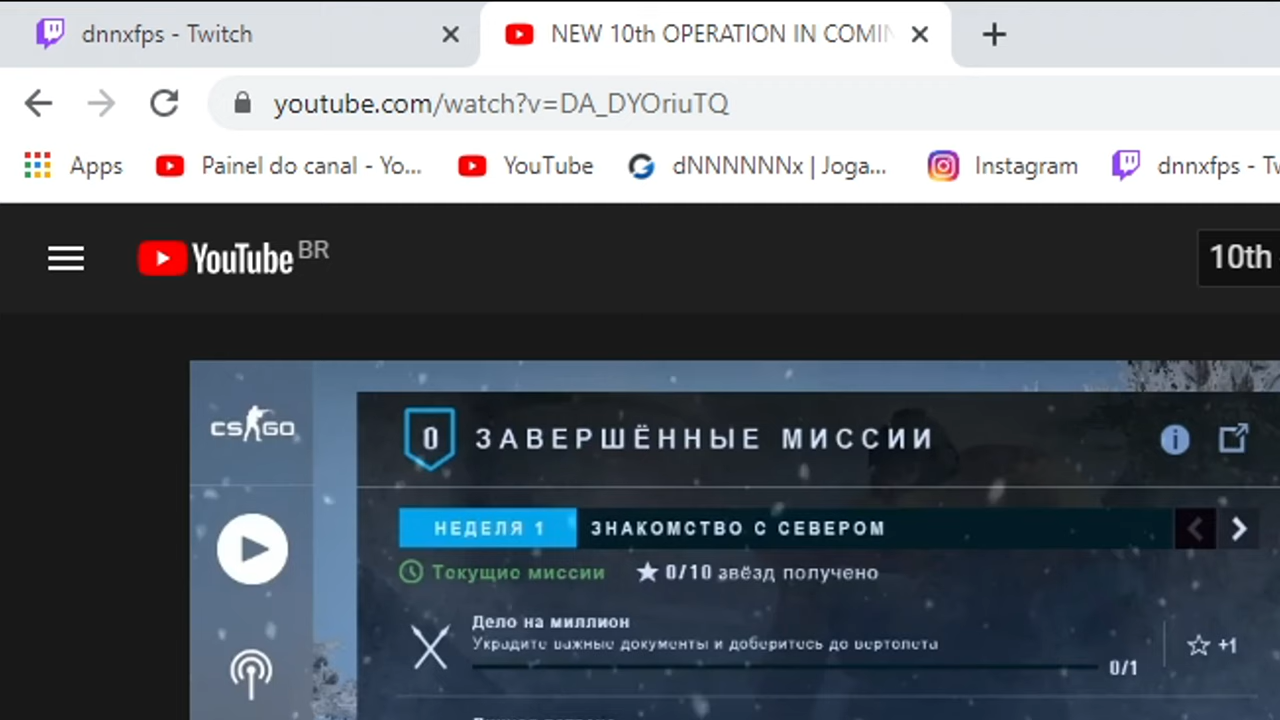 dnnxfps - Twitch
NEW 10th OPERATION IN COMIN
youtube.com/watch?v=DA_DYOriuTQ
Apps
Painel do canal - Yo...
YouTube
dNNNNNNx | Joga...
Instagram
dnnxfps - Tw
YouTube BR
10th
CS GO
0
ЗАВЕРШЁННЫЕ МИССИИ
НЕДЕЛЯ 1
ЗНАКОМСТВО С СЕВЕРОМ
Текущие миссии
0/10 звёзд получено
Дело на миллион
Украдите важные документы и доберитесь до вертолета
0/1
+1